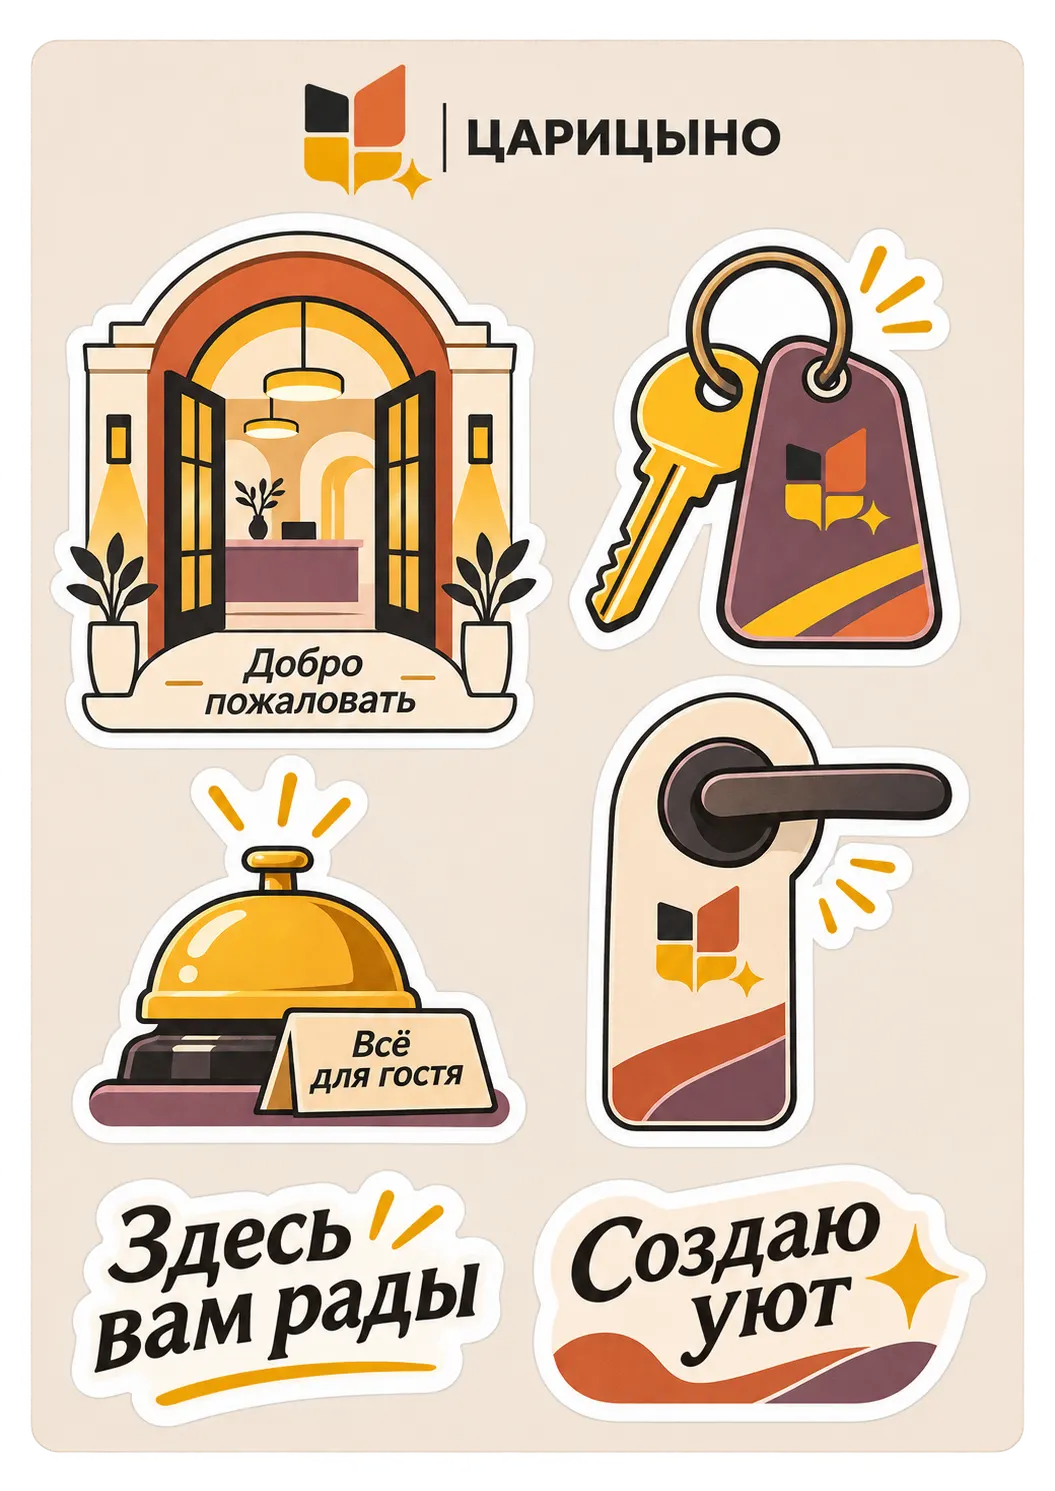 ЦАРИЦЫНО
Добро
пожаловать
Всё
для гостя
Здесь
вам рады
Создаю
уют